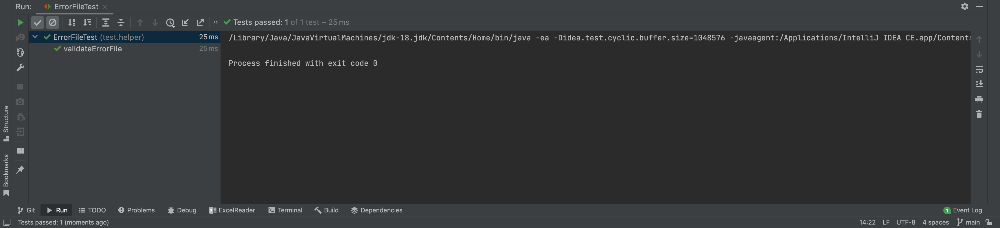 Run: ErrorFileTest
Tests passed: 1 of 1 test – 25 ms
ErrorFileTest (test.helper) 25 ms
validateErrorFile 25 ms
/Library/Java/JavaVirtualMachines/jdk-18.jdk/Contents/Home/bin/java -ea -Didea.test.cyclic.buffer.size=1048576 -javaagent:/Applications/IntelliJ IDEA CE.app/Contents
Process finished with exit code 0
Structure
Bookmarks
Git Run TODO Problems Debug ExcelReader Terminal Build Dependencies 1 Event Log
Tests passed: 1 (moments ago) 14:22 LF UTF-8 4 spaces main